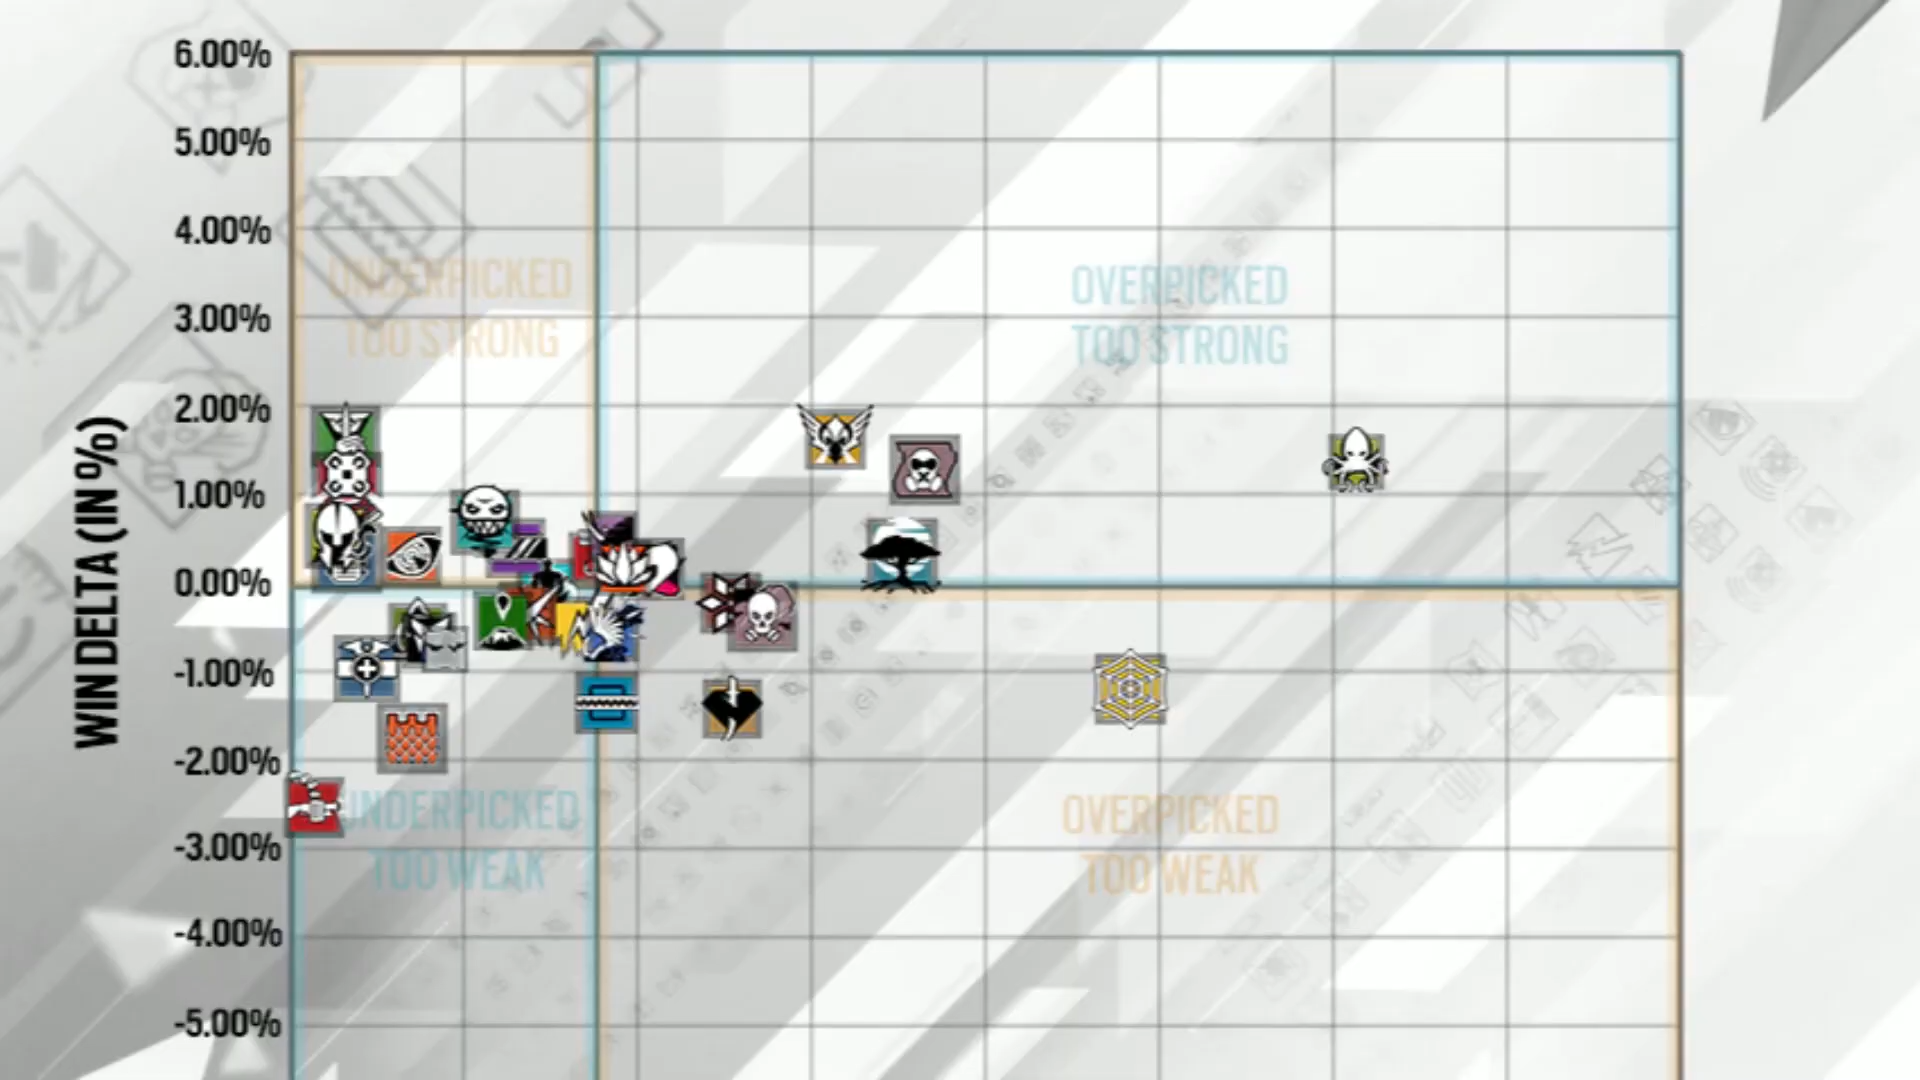 6.00%
5.00%
4.00%
UNDERPICKED
TOO STRONG
OVERPICKED
TOO STRONG
3.00%
2.00%
1.00%
0.00%
WIN DELTA (IN %)
-1.00%
-2.00%
UNDERPICKED
TOO WEAK
OVERPICKED
TOO WEAK
-3.00%
-4.00%
-5.00%